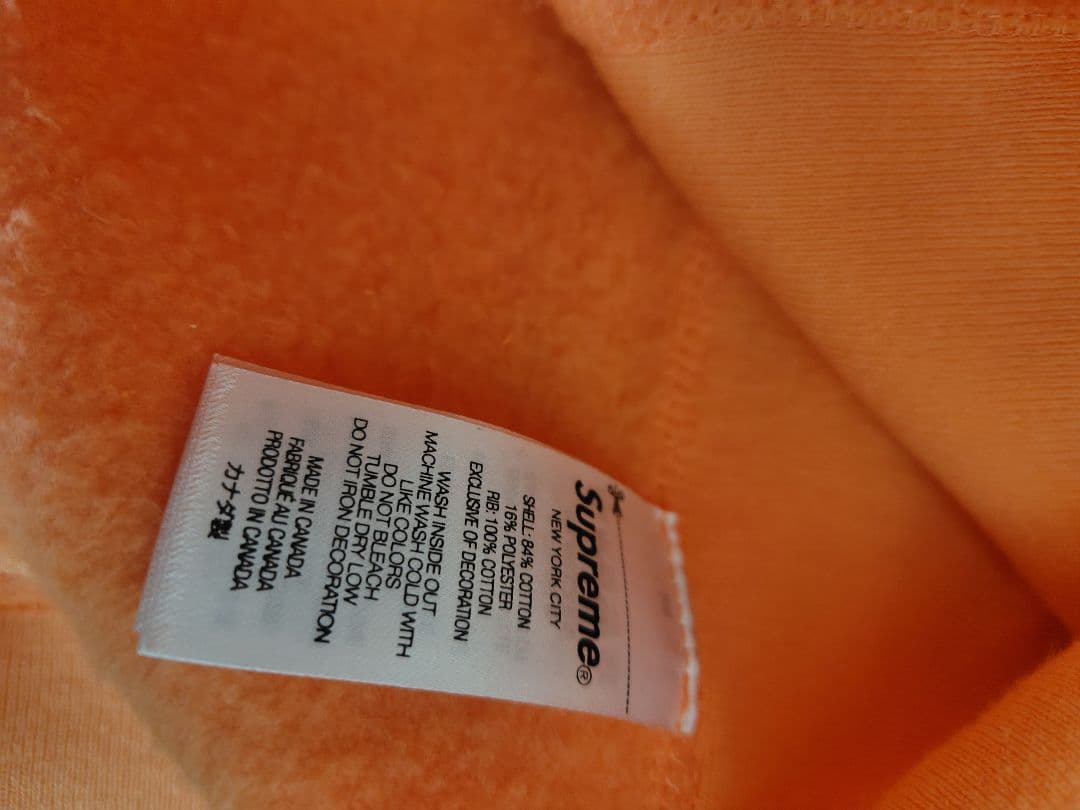 Supreme®
NEW YORK CITY
SHELL: 84% COTTON
16% POLYESTER
RIB: 100% COTTON
EXCLUSIVE OF DECORATION
WASH INSIDE OUT
MACHINE WASH COLD WITH
LIKE COLORS
DO NOT BLEACH
TUMBLE DRY LOW
DO NOT IRON DECORATION
MADE IN CANADA
FABRIQUÉ AU CANADA
PRODOTTO IN CANADA
カナダ製